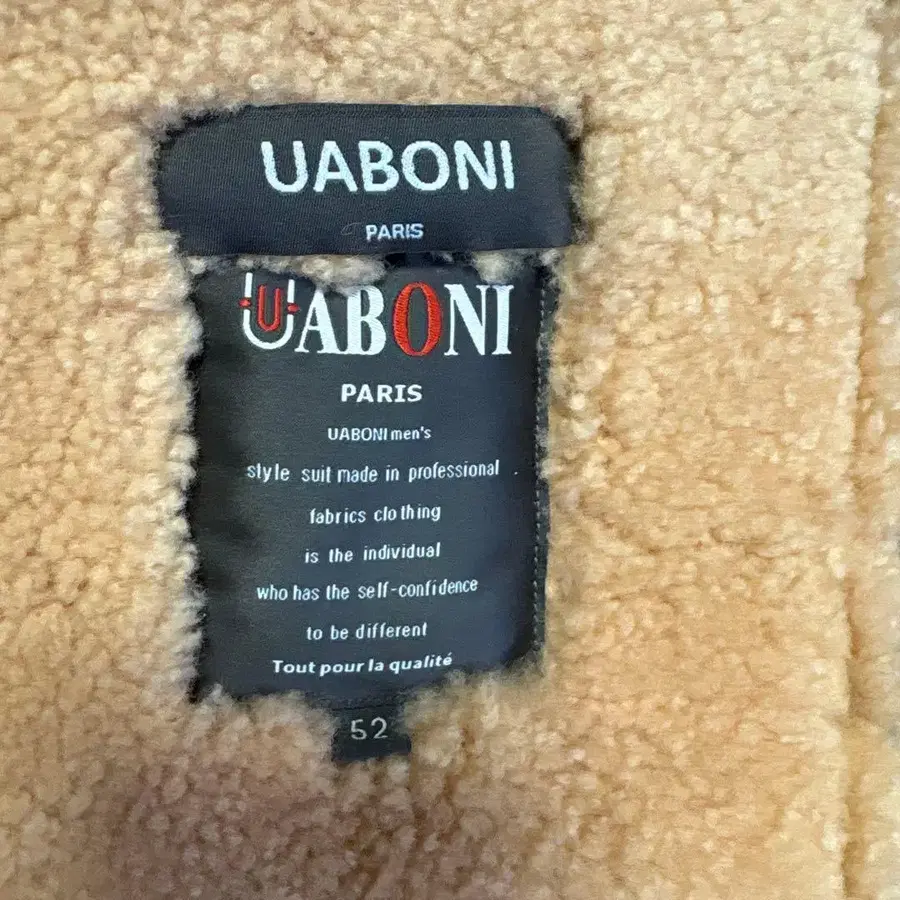 UABONI
PARIS
UABONI
PARIS
UABONI men's
style suit made in professional .
fabrics clothing
is the individual
who has the self-confidence
to be different
Tout pour la qualité
52